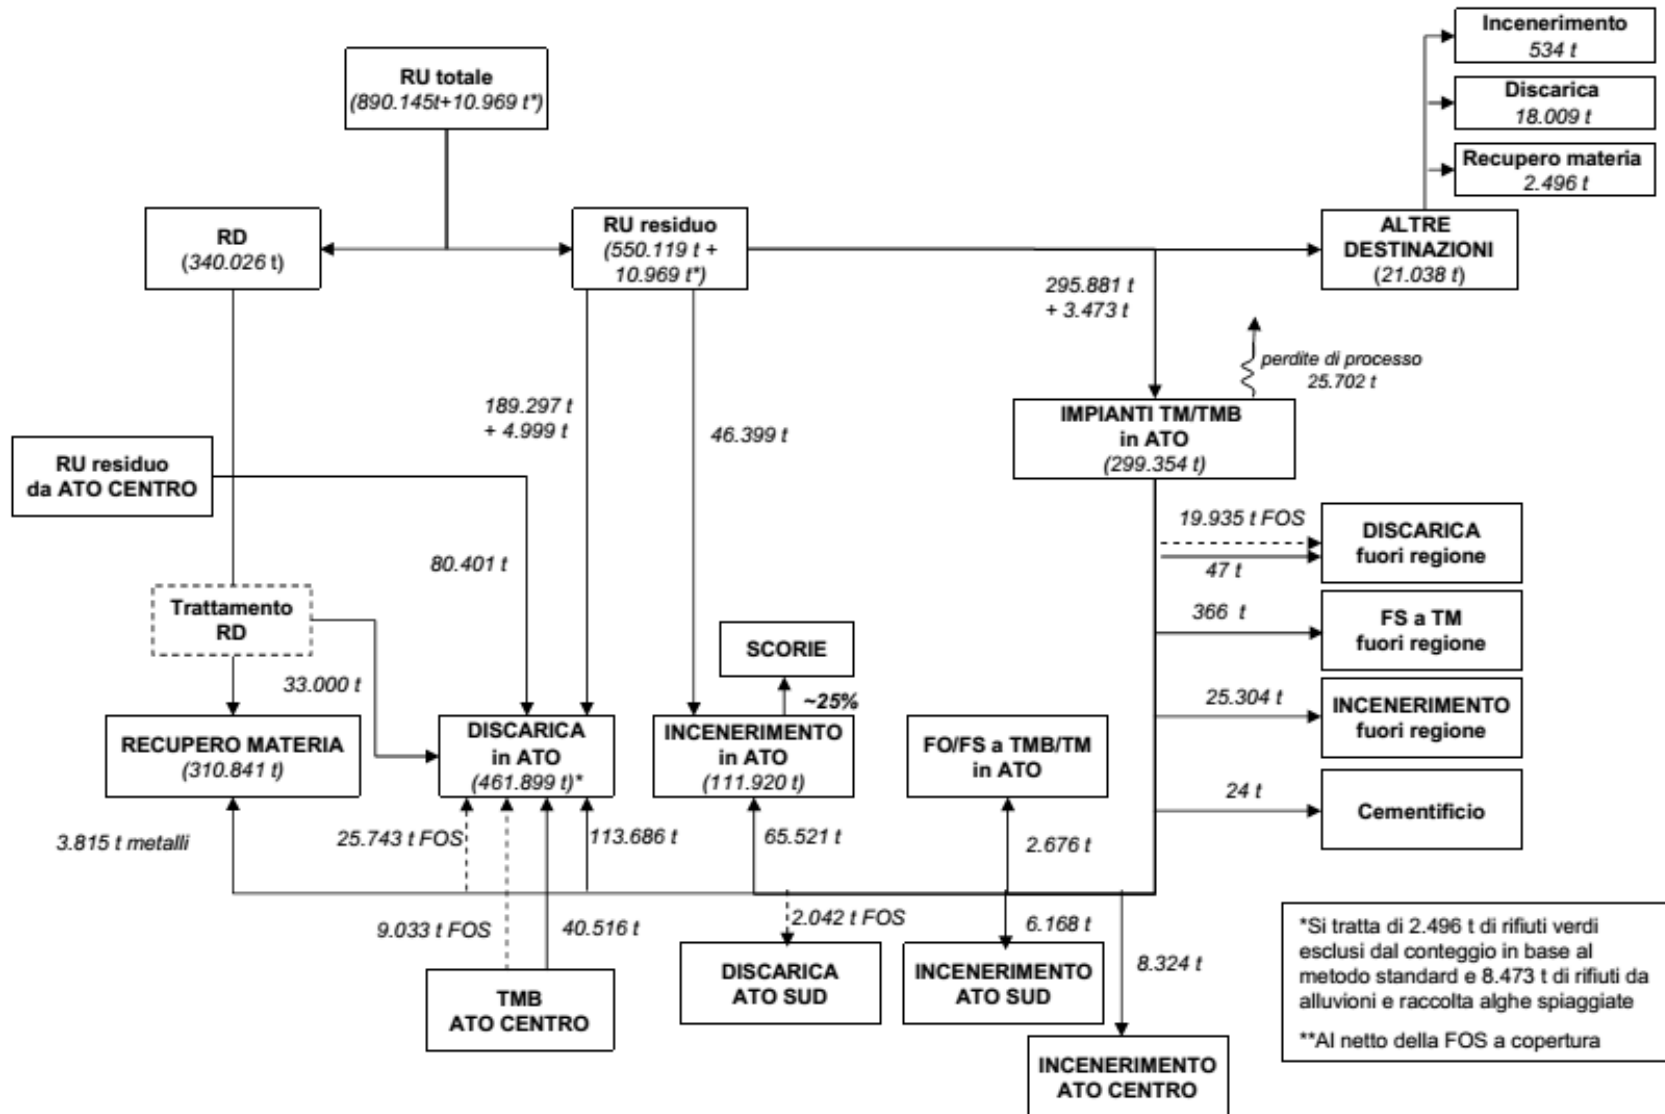 Incenerimento
534 t
RU totale
(890.145t+10.969 t*)
Discarica
18.009 t
Recupero materia
2.496 t
RD
(340.026 t)
RU residuo
(550.119 t +
10.969 t*)
ALTRE
DESTINAZIONI
(21.038 t)
295.881 t
+ 3.473 t
perdite di processo
25.702 t
189.297 t
+ 4.999 t
46.399 t
IMPIANTI TM/TMB
in ATO
(299.354 t)
RU residuo
da ATO CENTRO
80.401 t
19.935 t FOS
47 t
DISCARICA
fuori regione
Trattamento
RD
366 t
FS a TM
fuori regione
SCORIE
33.000 t
~25%
25.304 t
INCENERIMENTO
fuori regione
RECUPERO MATERIA
(310.841 t)
DISCARICA
in ATO
(461.899 t)*
INCENERIMENTO
in ATO
(111.920 t)
FO/FS a TMB/TM
in ATO
24 t
Cementificio
3.815 t metalli
25.743 t FOS
113.686 t
65.521 t
2.676 t
9.033 t FOS
40.516 t
2.042 t FOS
6.168 t
8.324 t
TMB
ATO CENTRO
DISCARICA
ATO SUD
INCENERIMENTO
ATO SUD
INCENERIMENTO
ATO CENTRO
*Si tratta di 2.496 t di rifiuti verdi
esclusi dal conteggio in base al
metodo standard e 8.473 t di rifiuti da
alluvioni e raccolta alghe spiaggiate
**Al netto della FOS a copertura